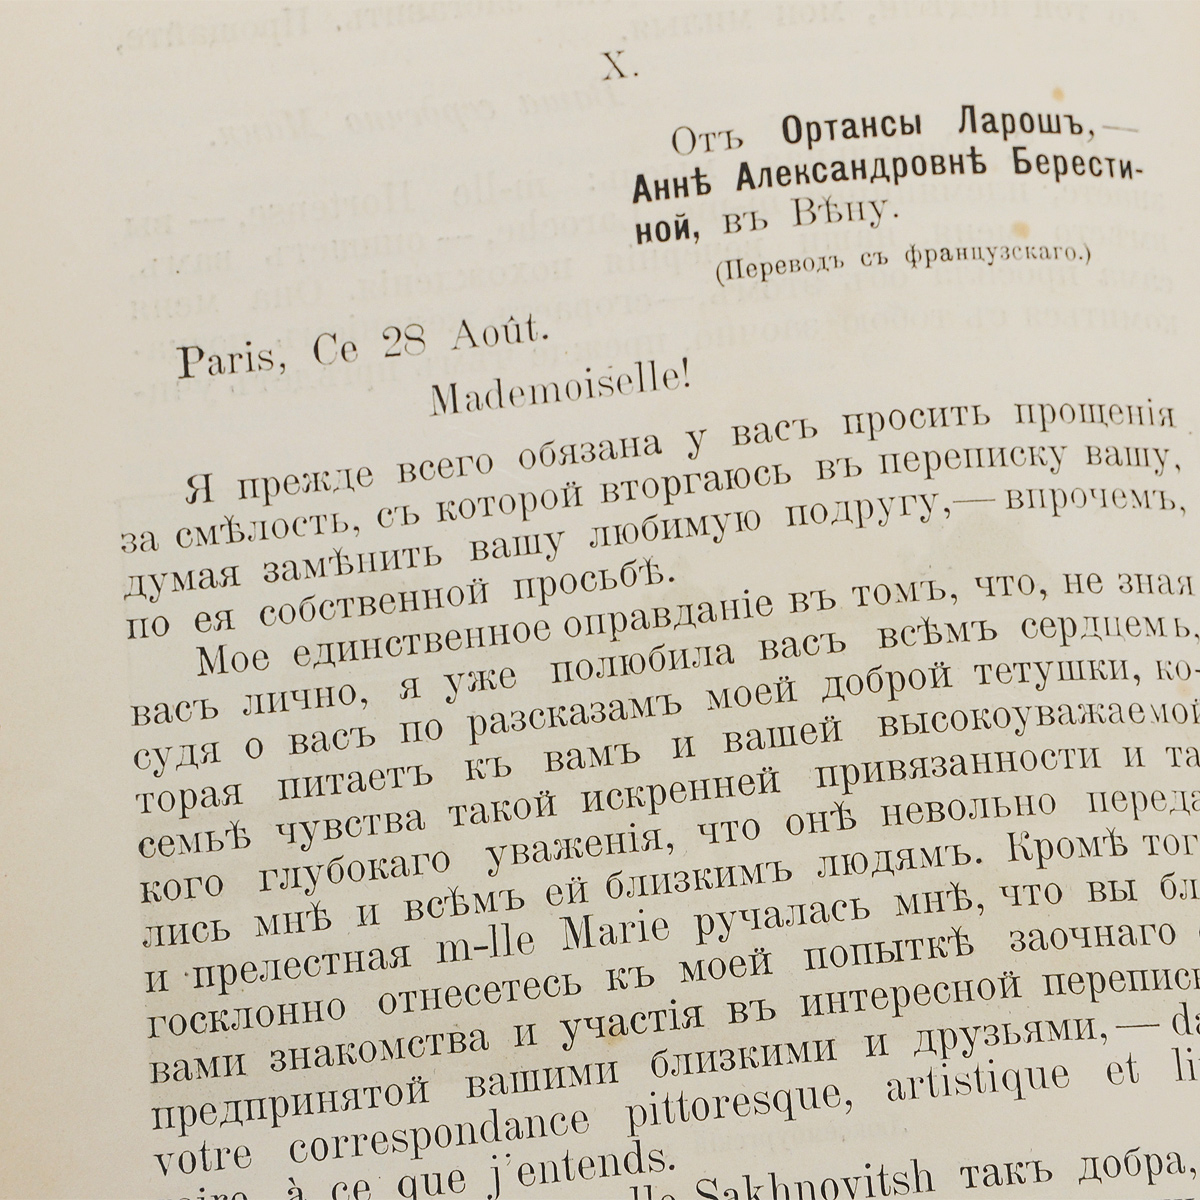 X.
Отъ Ортансы Ларошъ,—
Аннѣ Александровнѣ Берести-
ной, въ Вѣну.
(Переводъ съ французскаго.)
Paris, Ce 28 Août.
Mademoiselle!
Я прежде всего обязана у васъ просить прощенія
за смѣлость, съ которой вторгаюсь въ переписку вашу,
думая замѣнить вашу любимую подругу,—впрочемъ,
по ея собственной просьбѣ.
Мое единственное оправданіе въ томъ, что, не зная
васъ лично, я уже полюбила васъ всѣмъ сердцемъ,
судя о васъ по разсказамъ моей доброй тетушки, ко-
торая питаетъ къ вамъ и вашей высокоуважаемой
семьѣ чувства такой искренней привязанности и та
кого глубокаго уваженія, что онѣ невольно переда
лись мнѣ и всѣмъ ей близкимъ людямъ. Кромѣ тог
и прелестная m-lle Marie ручалась мнѣ, что вы бл
госклонно отнесетесь къ моей попыткѣ заочнаго
вами знакомства и участія въ интересной переписк
предпринятой вашими близкими и друзьями,—da
votre correspondance pittoresque, artistique et li
à ce que j'entends.
Sakhnovitsh такъ добра,